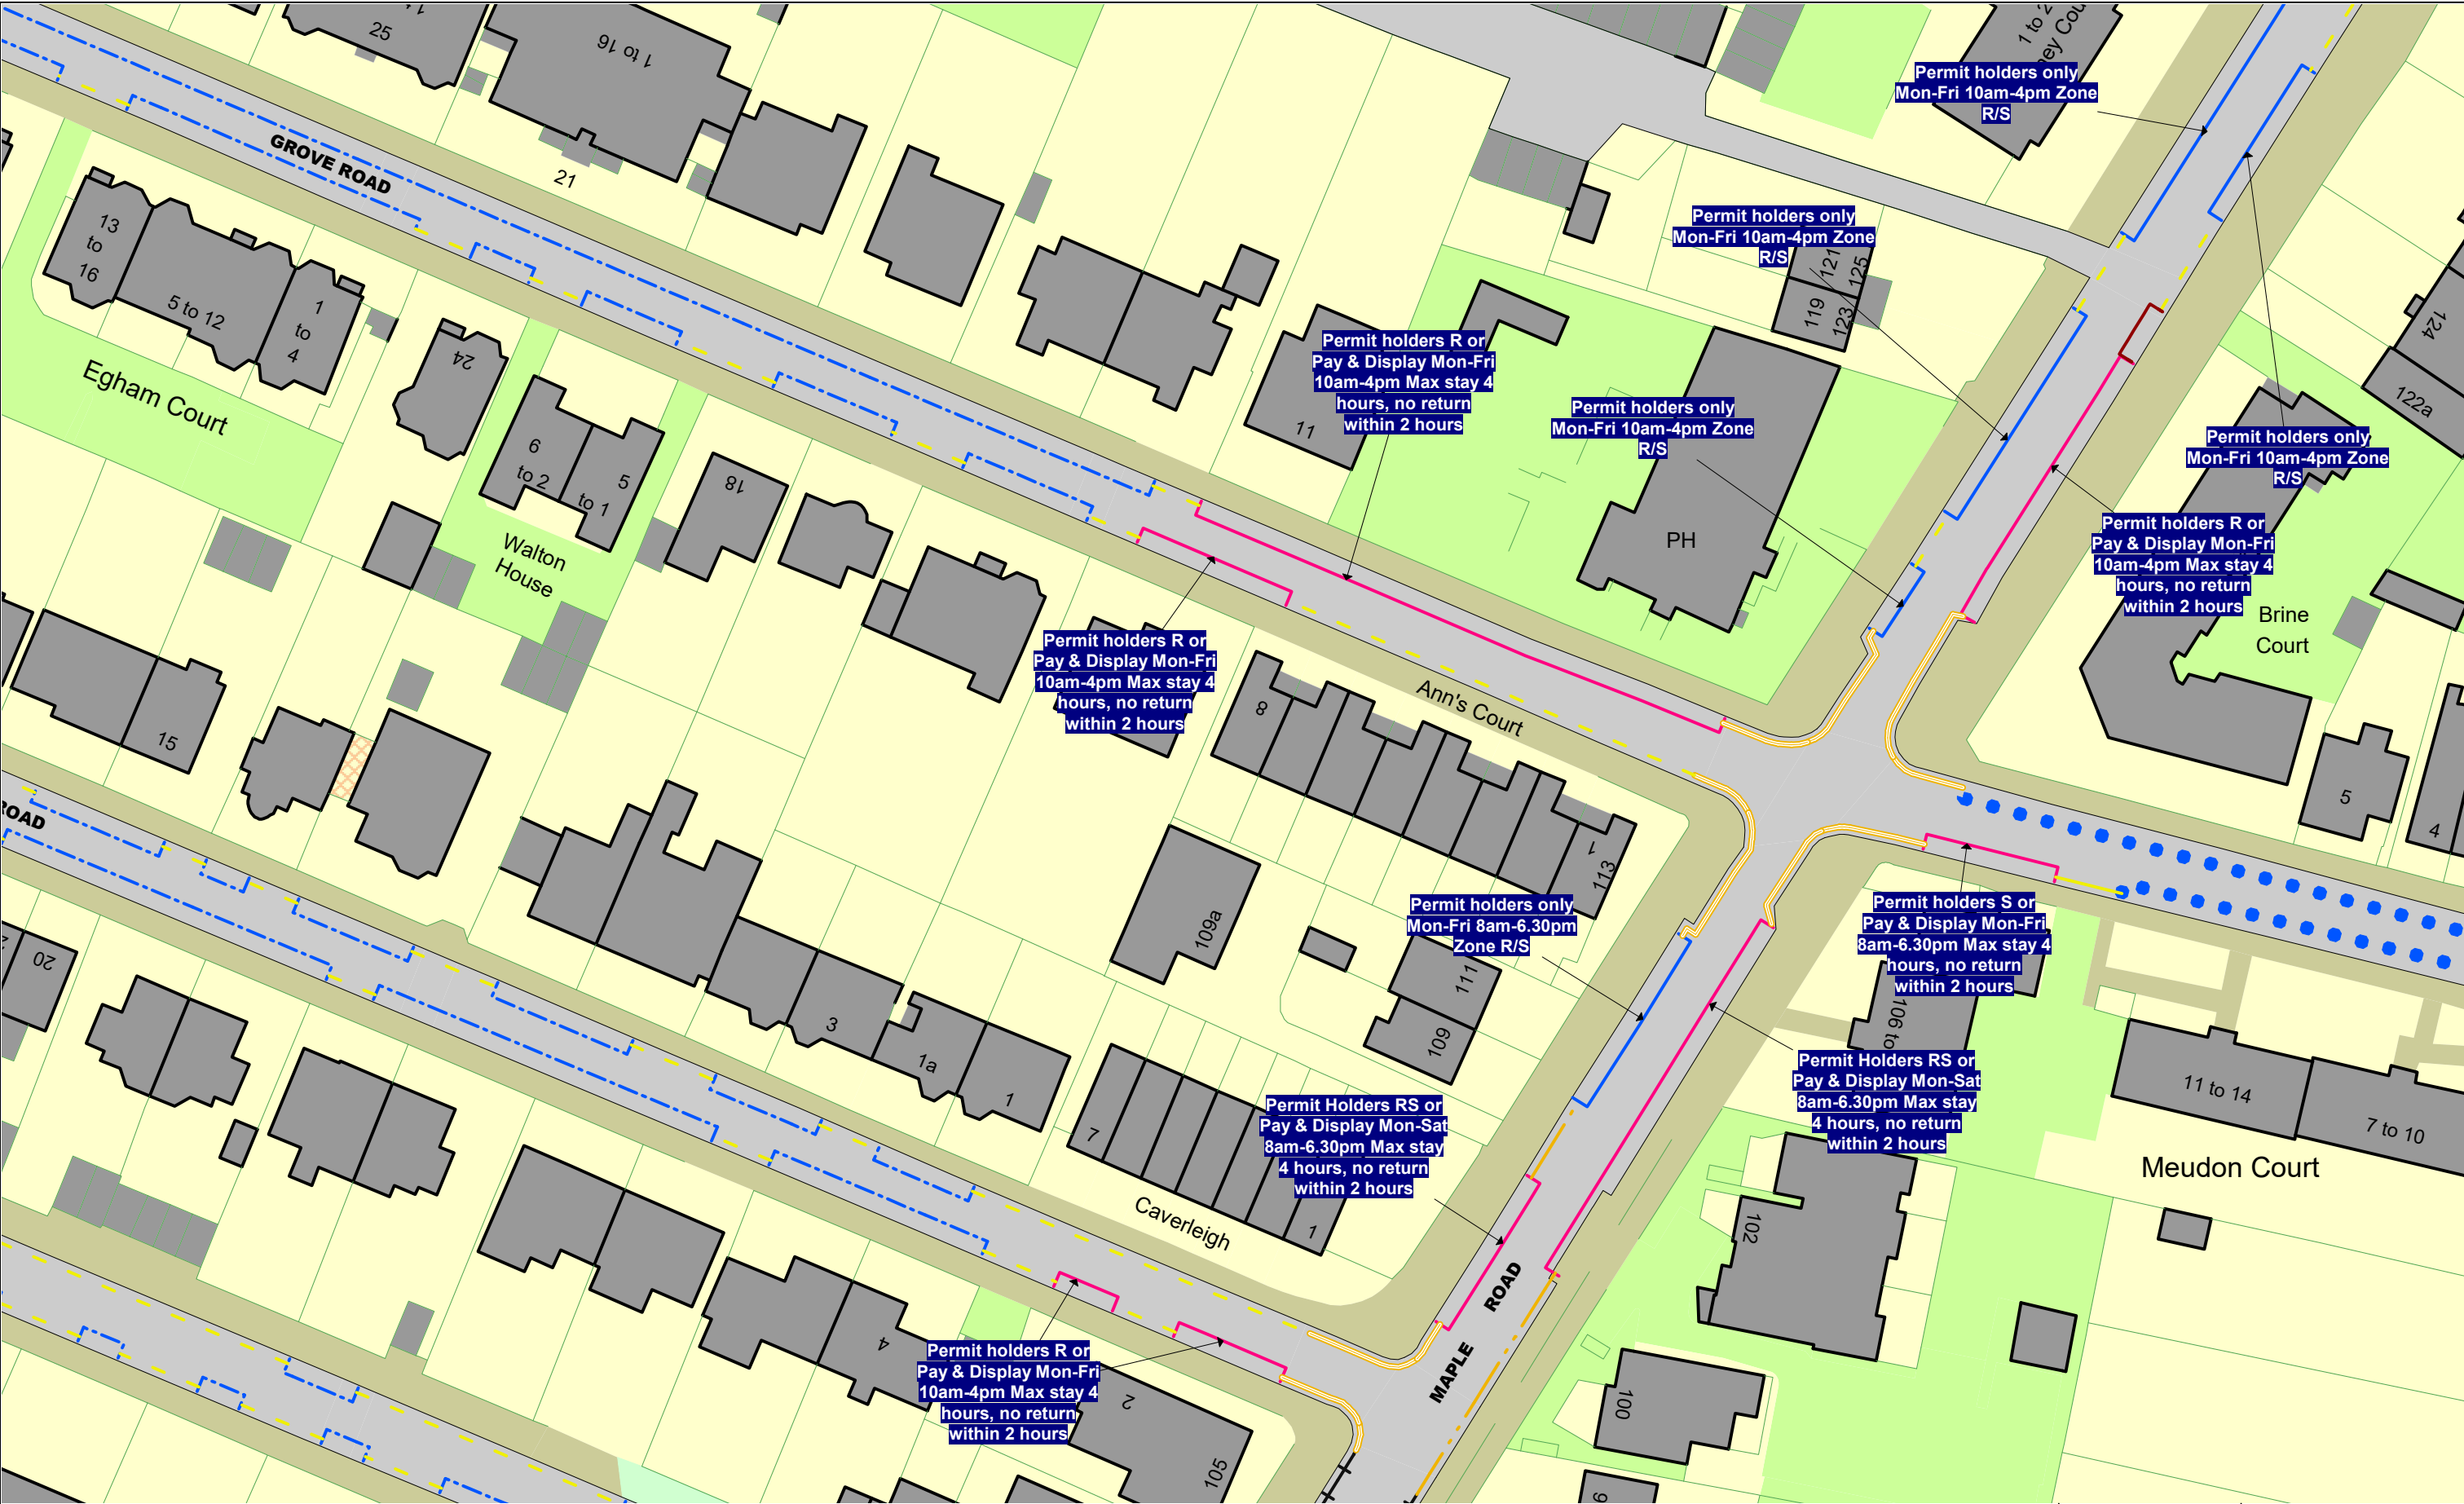 25
1 to 16
21
GROVE ROAD
13
to
16
5 to 12
1
to
4
Egham Court
24
6
to 2
5
to 1
Walton
House
18
11
1 to
Permit holders only
Mon-Fri 10am-4pm Zone
R/S
Permit holders only
Mon-Fri 10am-4pm Zone
R/S
121
125
119
123
Permit holders R or
Pay & Display Mon-Fri
10am-4pm Max stay 4
hours, no return
within 2 hours
Permit holders only
Mon-Fri 10am-4pm Zone
R/S
PH
124
122a
Permit holders only
Mon-Fri 10am-4pm Zone
R/S
Permit holders R or
Pay & Display Mon-Fri
10am-4pm Max stay 4
hours, no return
within 2 hours
Brine
Court
5
4
Permit holders R or
Pay & Display Mon-Fri
10am-4pm Max stay 4
hours, no return
within 2 hours
Ann's Court
8
1
113
15
ROAD
20
3
1a
1
109a
111
109
Permit holders only
Mon-Fri 8am-6.30pm
Zone R/S
Permit holders S or
Pay & Display Mon-Fri
8am-6.30pm Max stay 4
hours, no return
within 2 hours
106 to
Permit Holders RS or
Pay & Display Mon-Sat
8am-6.30pm Max stay
4 hours, no return
within 2 hours
Permit Holders RS or
Pay & Display Mon-Sat
8am-6.30pm Max stay
4 hours, no return
within 2 hours
7
1
Caverleigh
11 to 14
7 to 10
Meudon Court
102
100
MAPLE ROAD
4
2
105
Permit holders R or
Pay & Display Mon-Fri
10am-4pm Max stay 4
hours, no return
within 2 hours